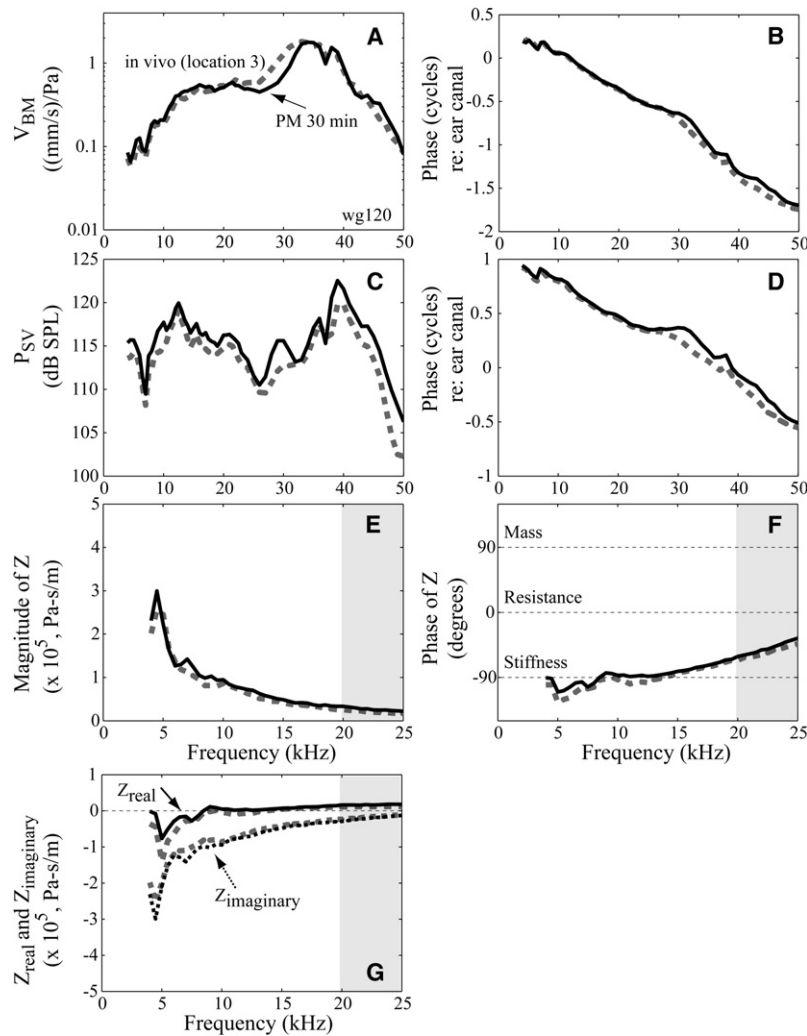 A
in vivo (location 3)
PM 30 min
wg120
V_BM
((mm/s)/Pa)
1
0.1
0.01
0 10 20 30 40 50
B
Phase (cycles)
re: ear canal
0.5
0
-0.5
-1
-1.5
-2
0 10 20 30 40 50
C
P_SV
(dB SPL)
125
120
115
110
105
100
0 10 20 30 40 50
D
Phase (cycles)
re: ear canal
1
0.5
0
-0.5
-1
0 10 20 30 40 50
E
Magnitude of Z
(x 10^5, Pa-s/m)
5
4
3
2
1
0
0 5 10 15 20 25
Frequency (kHz)
F
Phase of Z
(degrees)
Mass
90
Resistance
0
Stiffness
-90
0 5 10 15 20 25
Frequency (kHz)
Z_real
Z_imaginary
G
Z_real and Z_imaginary
(x 10^5, Pa-s/m)
1
0
-1
-2
-3
-4
-5
0 5 10 15 20 25
Frequency (kHz)